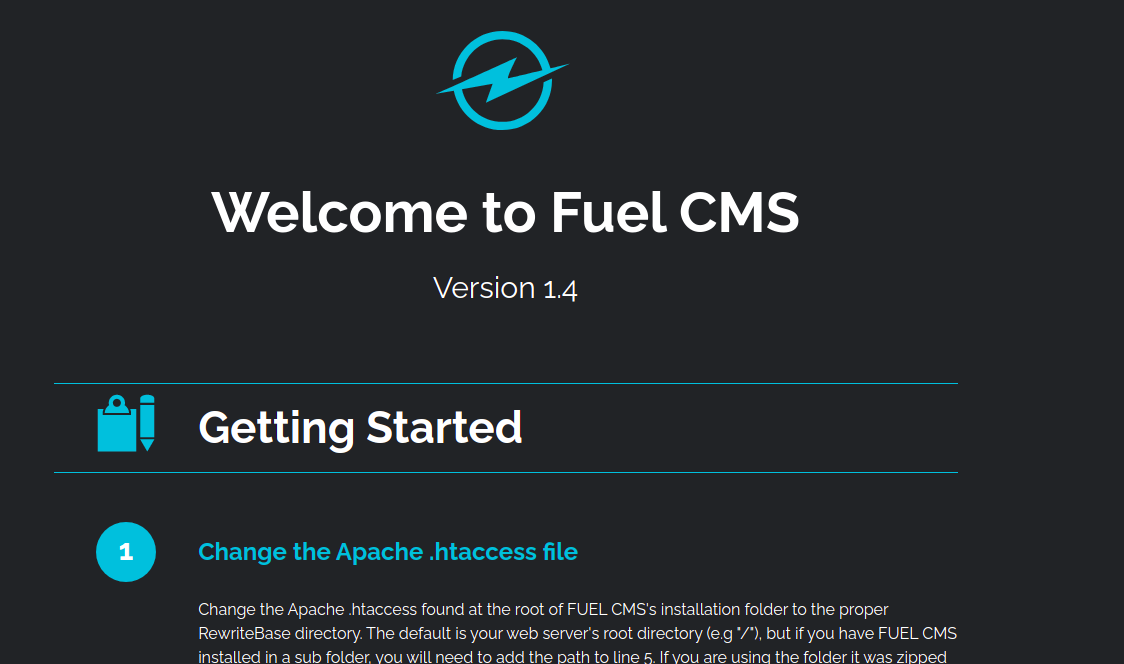 Welcome to Fuel CMS
Version 1.4
Getting Started
1
Change the Apache .htaccess file
Change the Apache .htaccess found at the root of FUEL CMS's installation folder to the proper
RewriteBase directory. The default is your web server's root directory (e.g "/"), but if you have FUEL CMS
installed in a sub folder, you will need to add the path to line 5. If you are using the folder it was zipped